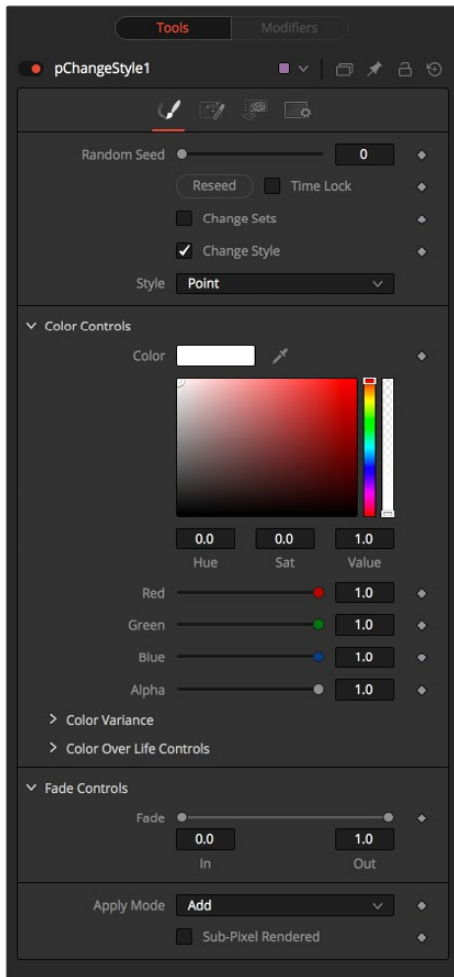 Tools Modifiers
pChangeStyle1
Random Seed 0
Reseed Time Lock
Change Sets
Change Style
Style Point
Color Controls
Color
0.0 0.0 1.0
Hue Sat Value
Red 1.0
Green 1.0
Blue 1.0
Alpha 1.0
Color Variance
Color Over Life Controls
Fade Controls
Fade
0.0 1.0
In Out
Apply Mode Add
Sub-Pixel Rendered